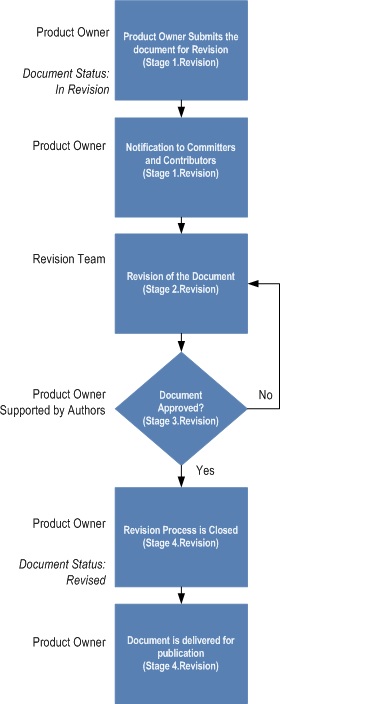 Product Owner
Product Owner Submits the
document for Revision
(Stage 1.Revision)
Document Status:
In Revision
Product Owner
Notification to Committers
and Contributors
(Stage 1.Revision)
Revision Team
Revision of the Document
(Stage 2.Revision)
Product Owner
Supported by Authors
Document
Approved?
(Stage 3.Revision)
No
Yes
Product Owner
Revision Process is Closed
(Stage 4.Revision)
Document Status:
Revised
Product Owner
Document is delivered for
publication
(Stage 4.Revision)